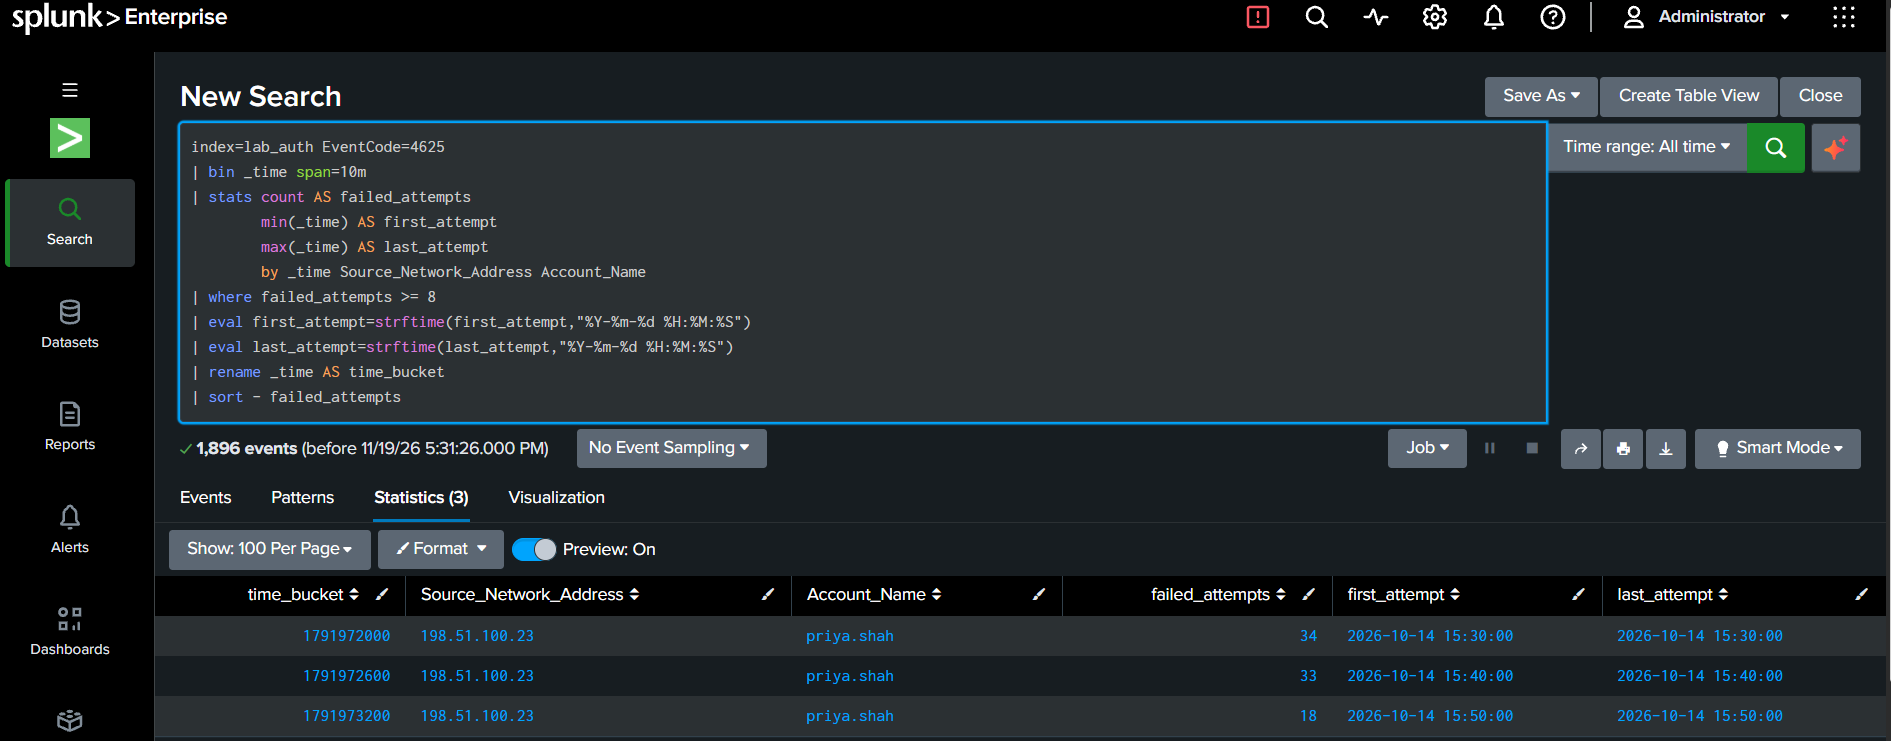 splunk> Enterprise
Administrator
New Search
Save As
Create Table View
Close
index=lab_auth EventCode=4625
| bin _time span=10m
| stats count AS failed_attempts
min(_time) AS first_attempt
max(_time) AS last_attempt
by _time Source_Network_Address Account_Name
| where failed_attempts >= 8
| eval first_attempt=strftime(first_attempt,"%Y-%m-%d %H:%M:%S")
| eval last_attempt=strftime(last_attempt,"%Y-%m-%d %H:%M:%S")
| rename _time AS time_bucket
| sort - failed_attempts
Time range: All time
Search
Datasets
Reports
Alerts
Dashboards
1,896 events (before 11/19/26 5:31:26.000 PM)
No Event Sampling
Job
Smart Mode
Events
Patterns
Statistics (3)
Visualization
Show: 100 Per Page
Format
Preview: On
time_bucket Source_Network_Address Account_Name failed_attempts first_attempt last_attempt
1791972000 198.51.100.23 priya.shah 34 2026-10-14 15:30:00 2026-10-14 15:30:00
1791972600 198.51.100.23 priya.shah 33 2026-10-14 15:40:00 2026-10-14 15:40:00
1791973200 198.51.100.23 priya.shah 18 2026-10-14 15:50:00 2026-10-14 15:50:00